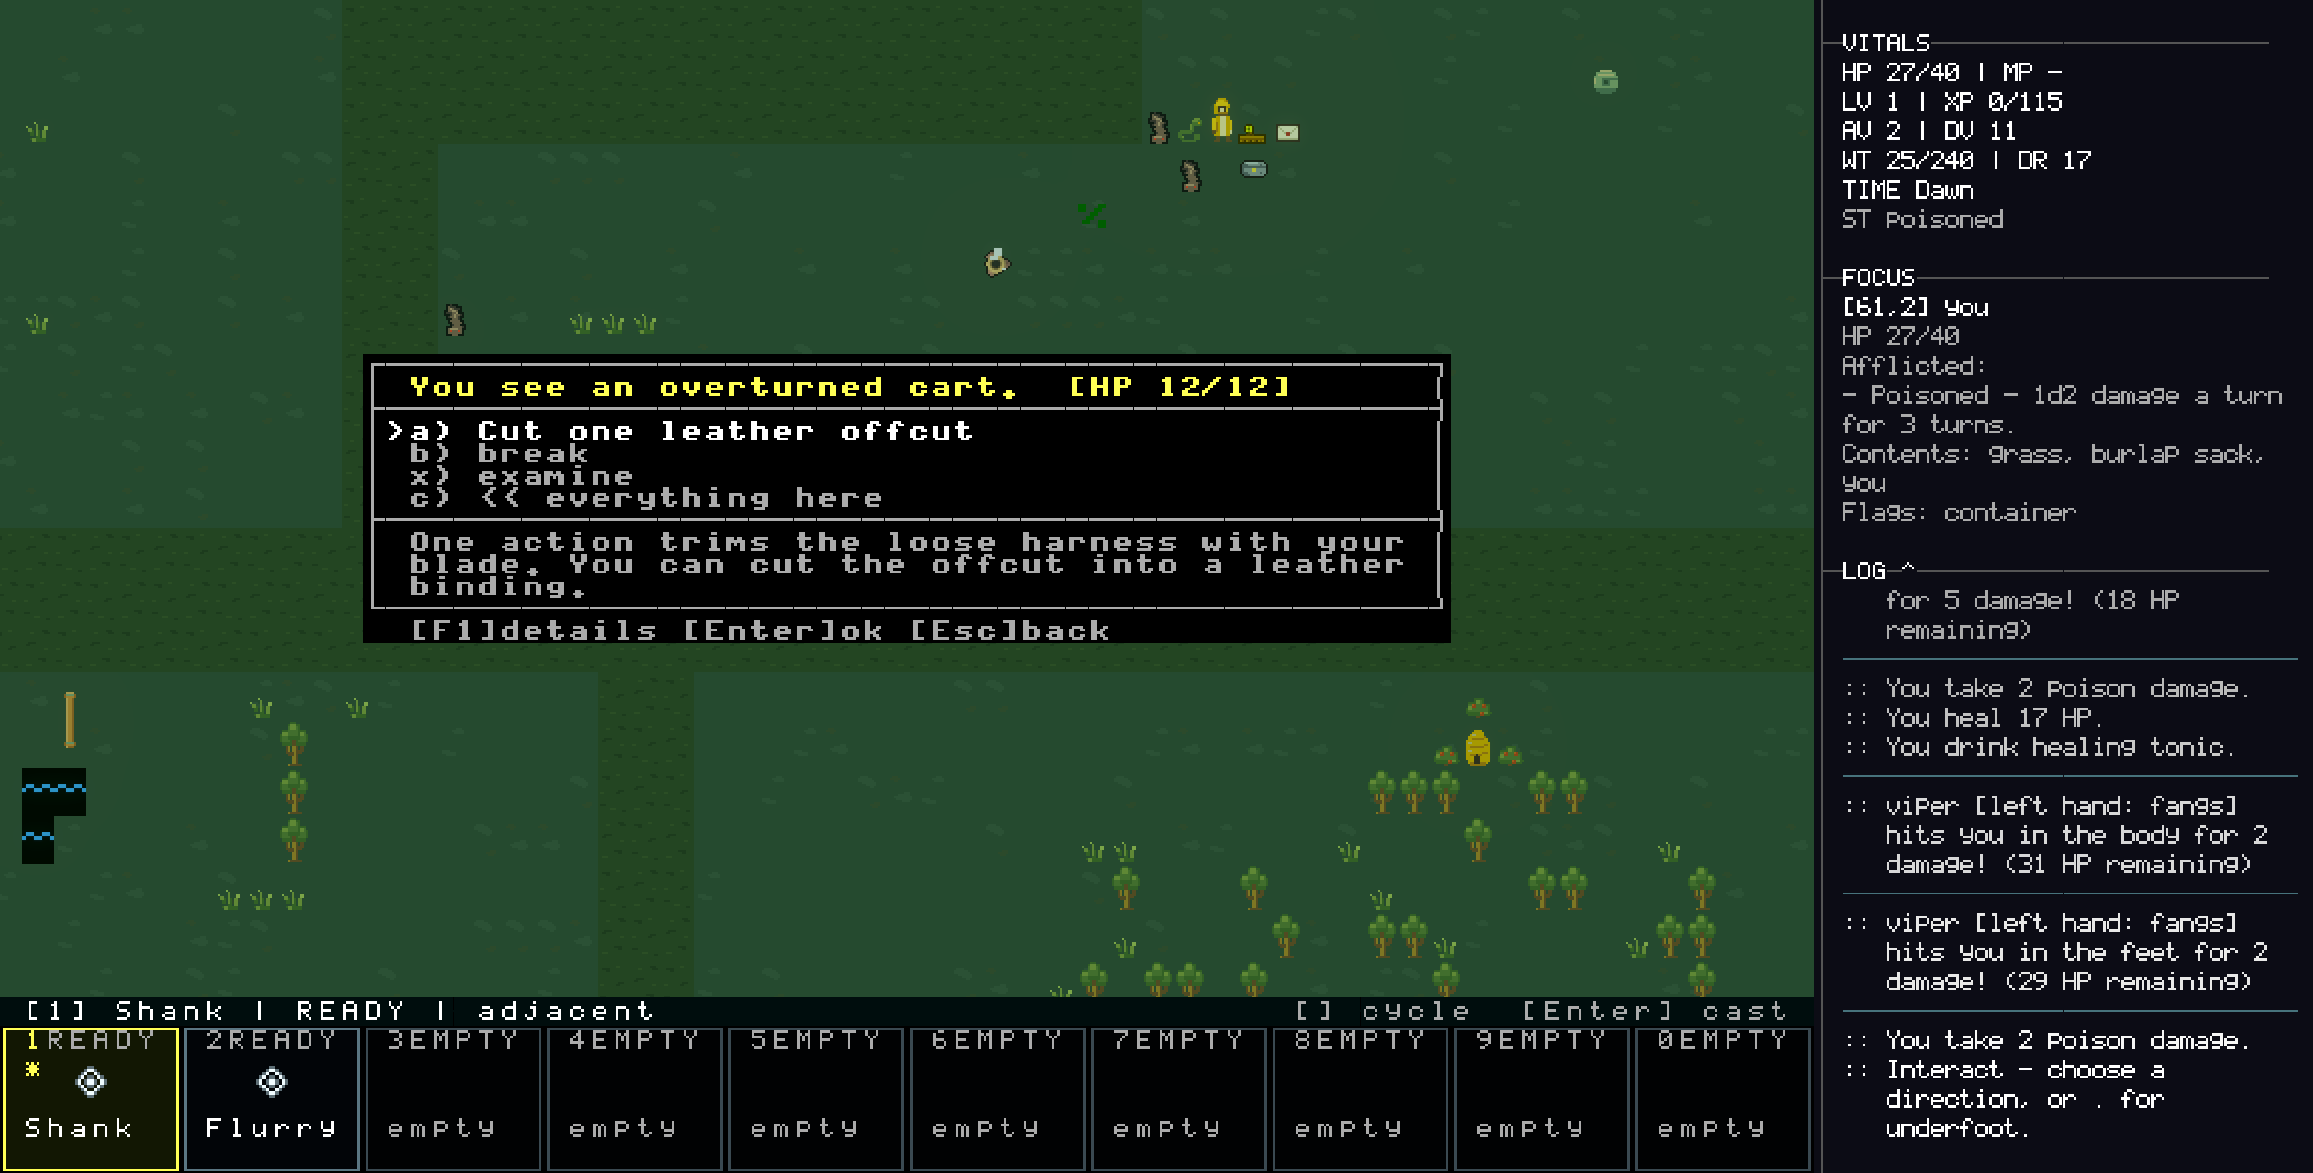 You see an overturned cart. [HP 12/12]
>a) Cut one leather offcut
b) break
x) examine
c) << everything here
One action trims the loose harness with your
blade. You can cut the offcut into a leather
binding.
[F1]details [Enter]ok [Esc]back
[1] Shank | READY | adjacent
[] cycle [Enter] cast
1READY
*
Shank
2READY
Flurry
3EMPTY
empty
4EMPTY
empty
5EMPTY
empty
6EMPTY
empty
7EMPTY
empty
8EMPTY
empty
9EMPTY
empty
0EMPTY
empty
VITALS
HP 27/40 | MP -
LV 1 | XP 0/115
AV 2 | DV 11
WT 25/240 | DR 17
TIME Dawn
ST Poisoned
FOCUS
[61,2] You
HP 27/40
Afflicted:
- Poisoned - 1d2 damage a turn
for 3 turns.
Contents: grass, burlap sack,
you
Flags: container
LOG ^
for 5 damage! (18 HP
remaining)
:: You take 2 poison damage.
:: You heal 17 HP.
:: You drink healing tonic.
:: viper [left hand: fangs]
hits you in the body for 2
damage! (31 HP remaining)
:: viper [left hand: fangs]
hits you in the feet for 2
damage! (29 HP remaining)
:: You take 2 poison damage.
:: Interact - choose a
direction, or . for
underfoot.